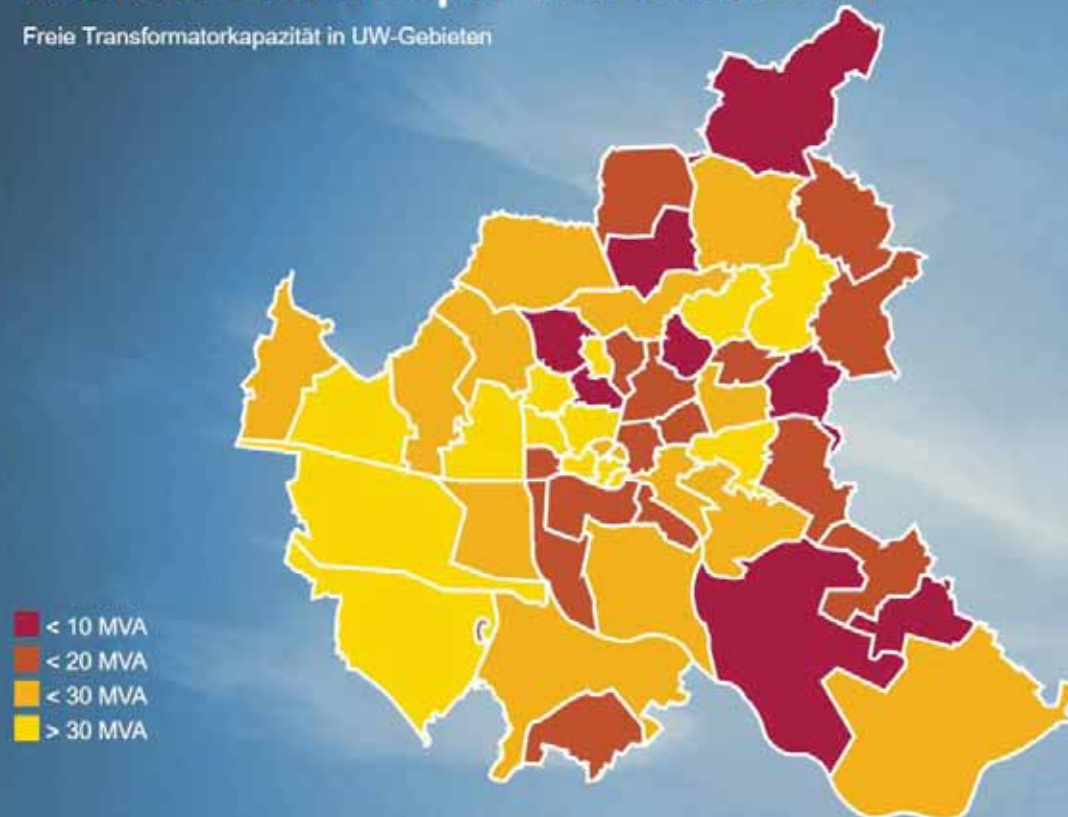 Freie Transformatorkapazität in UW-Gebieten
< 10 MVA
< 20 MVA
< 30 MVA
> 30 MVA